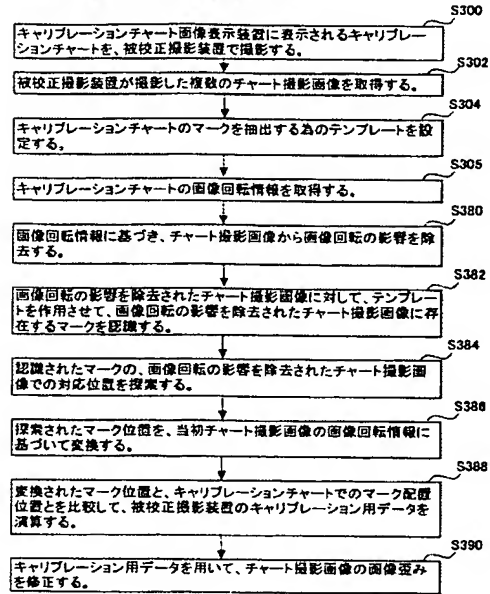 S300
キャリブレーションチャート画像表示装置に表示されるキャリブレー
ションチャートを、被校正撮影装置で撮影する。
S302
被校正撮影装置が撮影した複数のチャート撮影画像を取得する。
S304
キャリブレーションチャートのマークを抽出する為のテンプレートを設
定する。
S305
キャリブレーションチャートの画像回転情報を取得する。
S380
画像回転情報に基づき、チャート撮影画像から画像回転の影響を除
去する。
S382
画像回転の影響を除去されたチャート撮影画像に対して、テンプレー
トを作用させて、画像回転の影響を除去されたチャート撮影画像に存
在するマークを認識する。
S384
認識されたマークの、画像回転の影響を除去されたチャート撮影画
像での対応位置を探索する。
S386
探索されたマーク位置を、当初チャート撮影画像の画像回転情報に
基づいて変換する。
S388
変換されたマーク位置と、キャリブレーションチャートでのマーク配置
位置とを比較して、被校正撮影装置のキャリブレーション用データを
演算する。
S390
キャリブレーション用データを用いて、チャート撮影画像の画像歪み
を修正する。